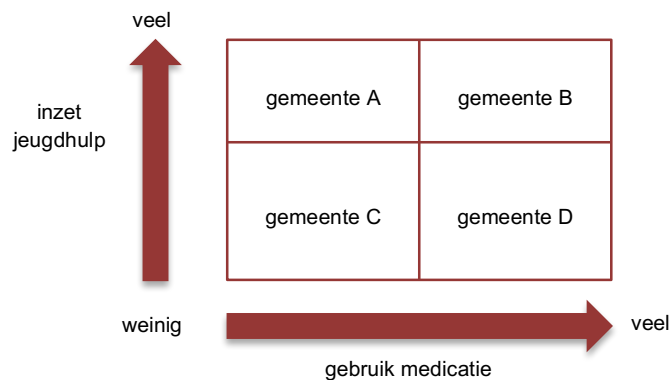 veel
inzet
jeugdhulp
gemeente A
gemeente B
gemeente C
gemeente D
weinig
veel
gebruik medicatie